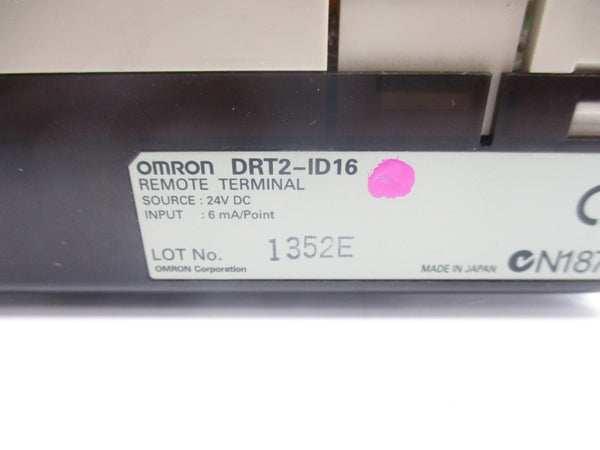 OMRON DRT2-ID16
REMOTE TERMINAL
SOURCE : 24V DC
INPUT : 6 mA/Point
LOT No. 1352E
OMRON Corporation
MADE IN JAPAN N187